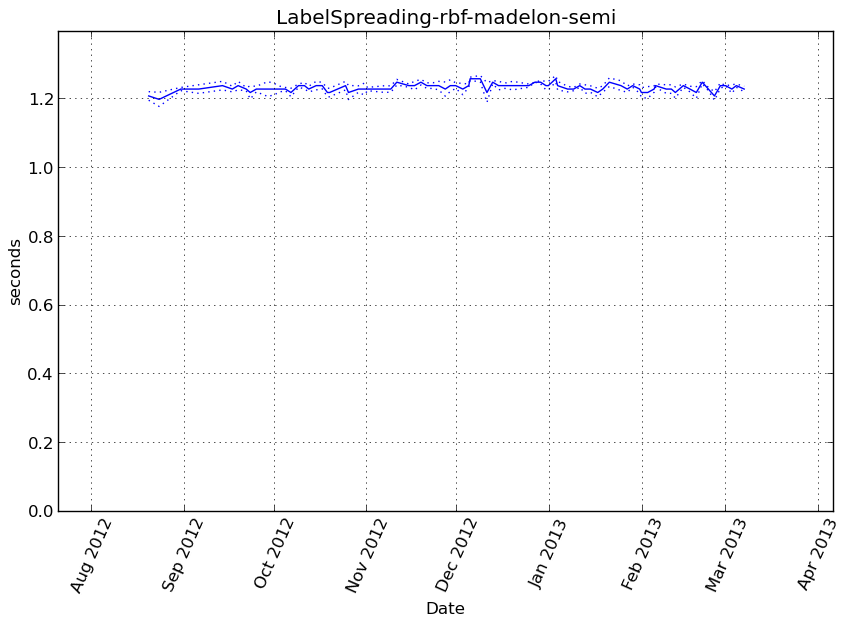 LabelSpreading-rbf-madelon-semi
1.2
1.0
0.8
0.6
0.4
0.2
0.0
seconds
Aug 2012
Sep 2012
Oct 2012
Nov 2012
Dec 2012
Jan 2013
Feb 2013
Mar 2013
Apr 2013
Date